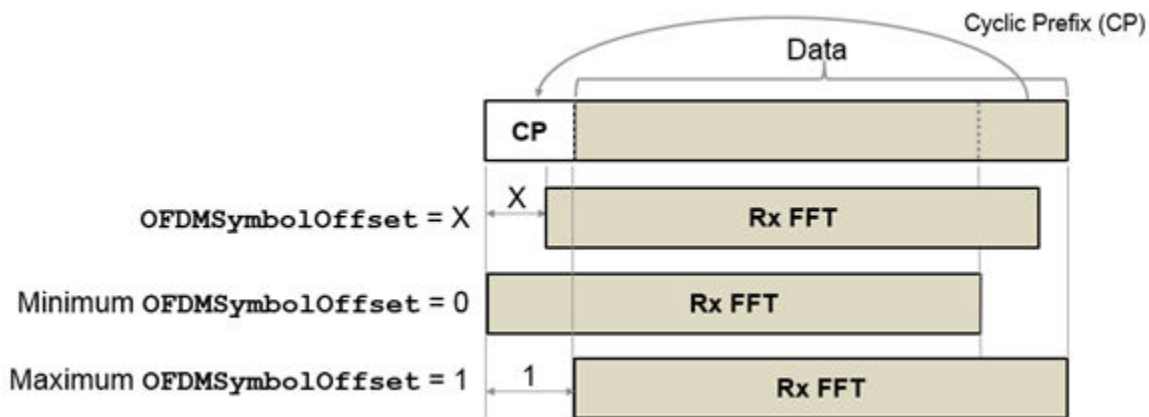 Cyclic Prefix (CP)
Data
CP
X
OFDMSymbolOffset = X
Rx FFT
Minimum OFDMSymbolOffset = 0
Rx FFT
Maximum OFDMSymbolOffset = 1
1
Rx FFT